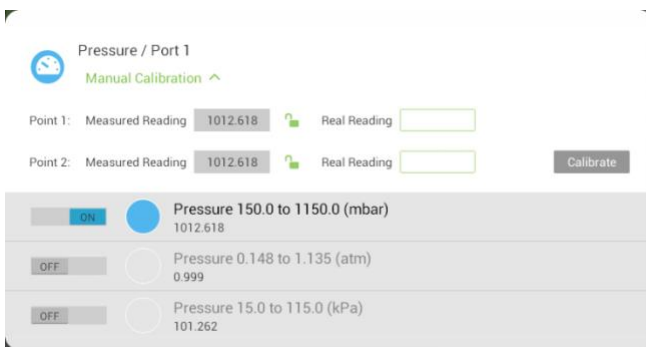 Pressure / Port 1
Manual Calibration
Point 1: Measured Reading 1012.618 Real Reading
Point 2: Measured Reading 1012.618 Real Reading Calibrate
ON Pressure 150.0 to 1150.0 (mbar)
1012.618
OFF Pressure 0.148 to 1.135 (atm)
0.999
OFF Pressure 15.0 to 115.0 (kPa)
101.262